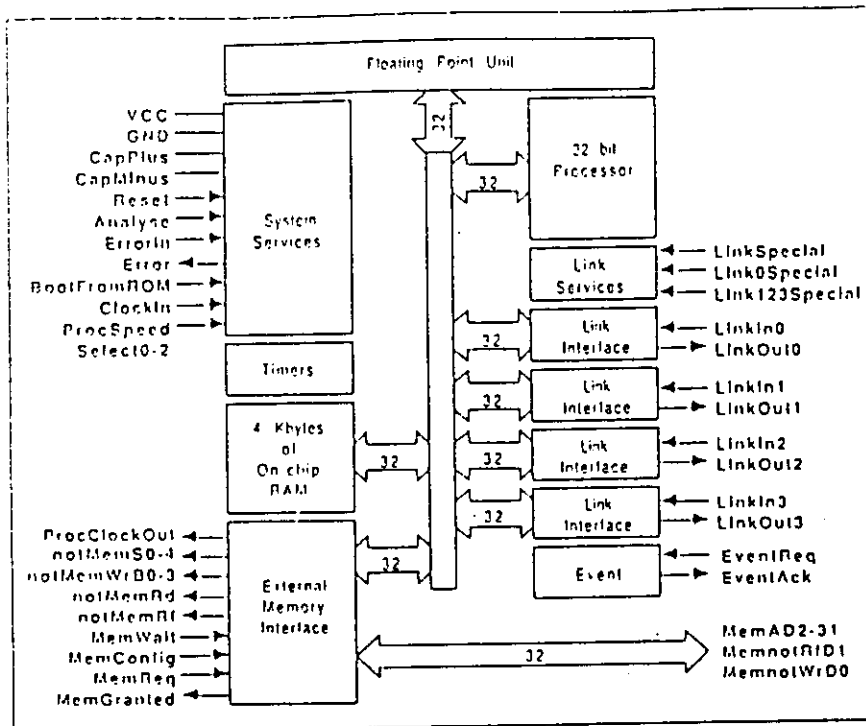 Floating Point Unit
32
VCC
GND
CapPlus
CapMinus
Reset
Analyse
ErrorIn
Error
BootFromROM
ClockIn
ProcSpeed
Select0-2
System
Services
32 bit
Processor
32
Link
Services
LinkSpecial
Link0Special
Link123Special
Link
Interface
32
LinkIn0
LinkOut0
Timers
Link
Interface
32
LinkIn1
LinkOut1
4 Kbytes
of
On-chip
RAM
32
Link
Interface
32
LinkIn2
LinkOut2
Link
Interface
32
LinkIn3
LinkOut3
ProcClockOut
notMemS0-4
notMemWrB0-3
notMemRd
notMemRf
MemWait
MemConfig
MemReq
MemGranted
External
Memory
Interface
32
Event
EventReq
EventAck
32
MemAD2-31
MemnotRfD1
MemnotWrD0